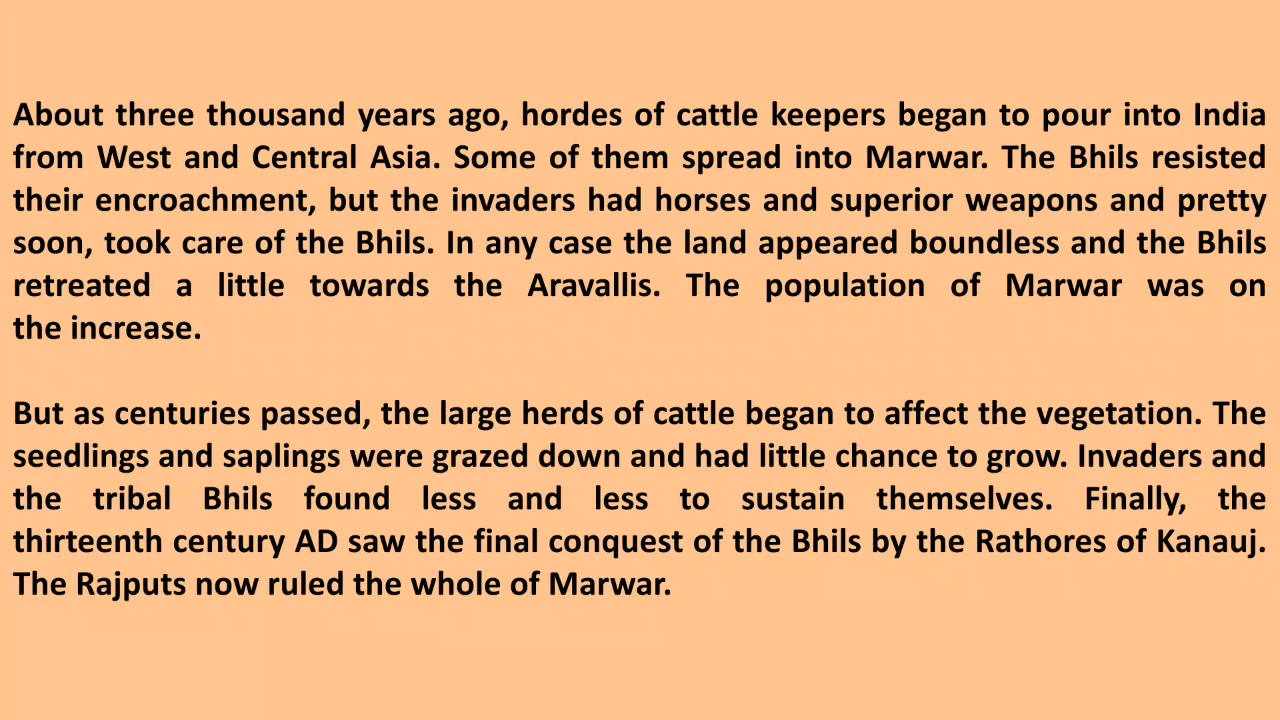 About three thousand years ago, hordes of cattle keepers began to pour into India
from West and Central Asia. Some of them spread into Marwar. The Bhils resisted
their encroachment, but the invaders had horses and superior weapons and pretty
soon, took care of the Bhils. In any case the land appeared boundless and the Bhils
retreated a little towards the Aravallis. The population of Marwar was on
the increase.
But as centuries passed, the large herds of cattle began to affect the vegetation. The
seedlings and saplings were grazed down and had little chance to grow. Invaders and
the tribal Bhils found less and less to sustain themselves. Finally, the
thirteenth century AD saw the final conquest of the Bhils by the Rathores of Kanauj.
The Rajputs now ruled the whole of Marwar.